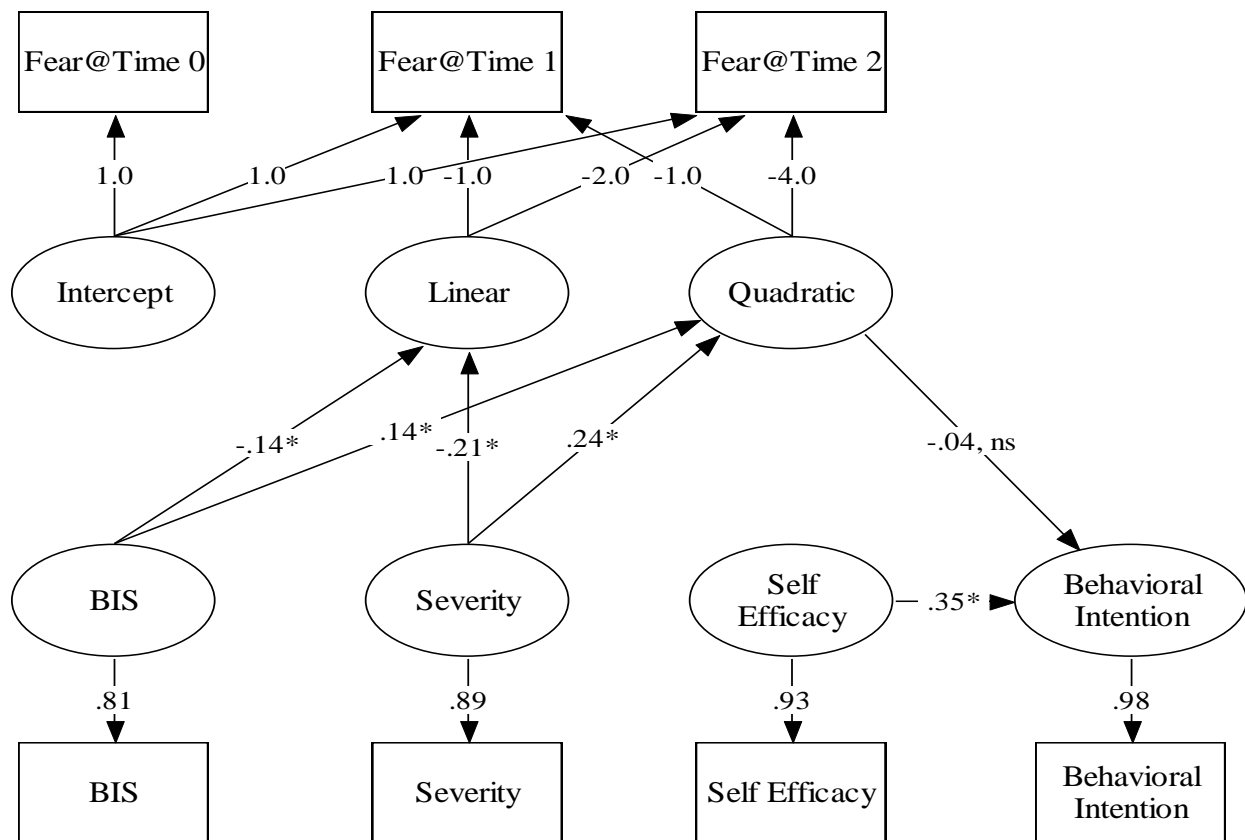 Fear@Time 0
Fear@Time 1
Fear@Time 2
1.0
1.0
1.0
-1.0
-2.0
-1.0
-4.0
Intercept
Linear
Quadratic
-.14*
.14*
-.21*
.24*
-.04, ns
BIS
Severity
Self
Efficacy
.35*
Behavioral
Intention
.81
.89
.93
.98
BIS
Severity
Self Efficacy
Behavioral
Intention